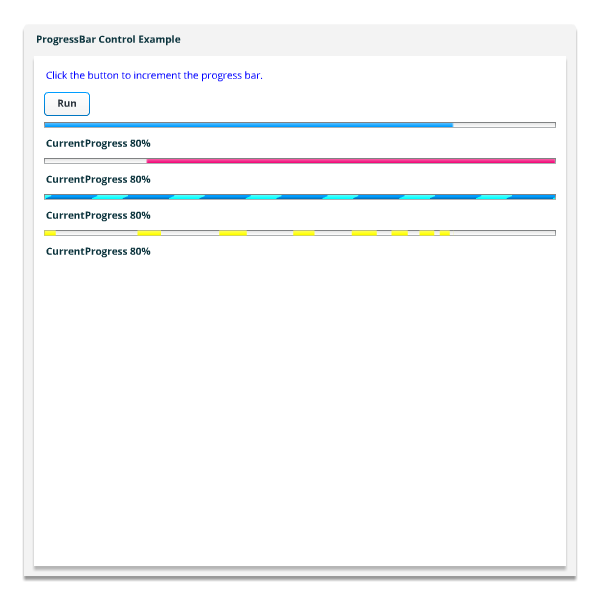 ProgressBar Control Example
Click the button to increment the progress bar.
Run
CurrentProgress 80%
CurrentProgress 80%
CurrentProgress 80%
CurrentProgress 80%